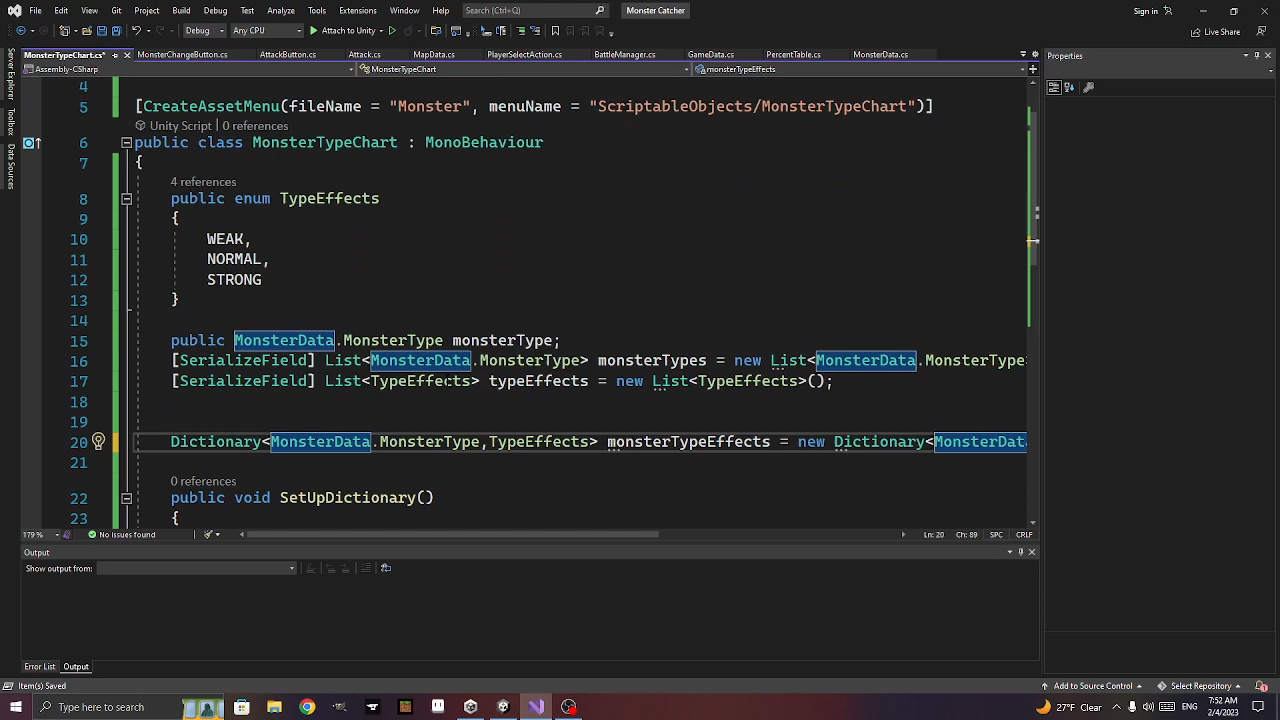 File Edit View Git Project Build Debug Test Analyze Tools Extensions Window Help Search (Ctrl+Q) Monster Catcher Sign in
Debug Any CPU Attach to Unity Live Share
MonsterTypeChart.cs* MonsterChangeButton.cs AttackButton.cs Attack.cs MapData.cs PlayerSelectAction.cs BattleManager.cs GameData.cs PercentTable.cs MonsterData.cs Properties
Assembly-CSharp MonsterTypeChart monsterTypeEffects
Server Explorer
Toolbox
Data Sources
4
5 [CreateAssetMenu(fileName = "Monster", menuName = "ScriptableObjects/MonsterTypeChart")]
Unity Script | 0 references
6 public class MonsterTypeChart : MonoBehaviour
7 {
4 references
8 public enum TypeEffects
9 {
10 WEAK,
11 NORMAL,
12 STRONG
13 }
14
15 public MonsterData.MonsterType monsterType;
16 [SerializeField] List<MonsterData.MonsterType> monsterTypes = new List<MonsterData.MonsterType
17 [SerializeField] List<TypeEffects> typeEffects = new List<TypeEffects>();
18
19
20 Dictionary<MonsterData.MonsterType,TypeEffects> monsterTypeEffects = new Dictionary<MonsterData
21
0 references
22 public void SetUpDictionary()
23 {
179 % No issues found Ln: 20 Ch: 89 SPC CRLF
Output
Show output from:
Error List Output
Item(s) Saved Add to Source Control Select Repository
Type here to search 27°F Clear 7:52 AM
2/4/2023